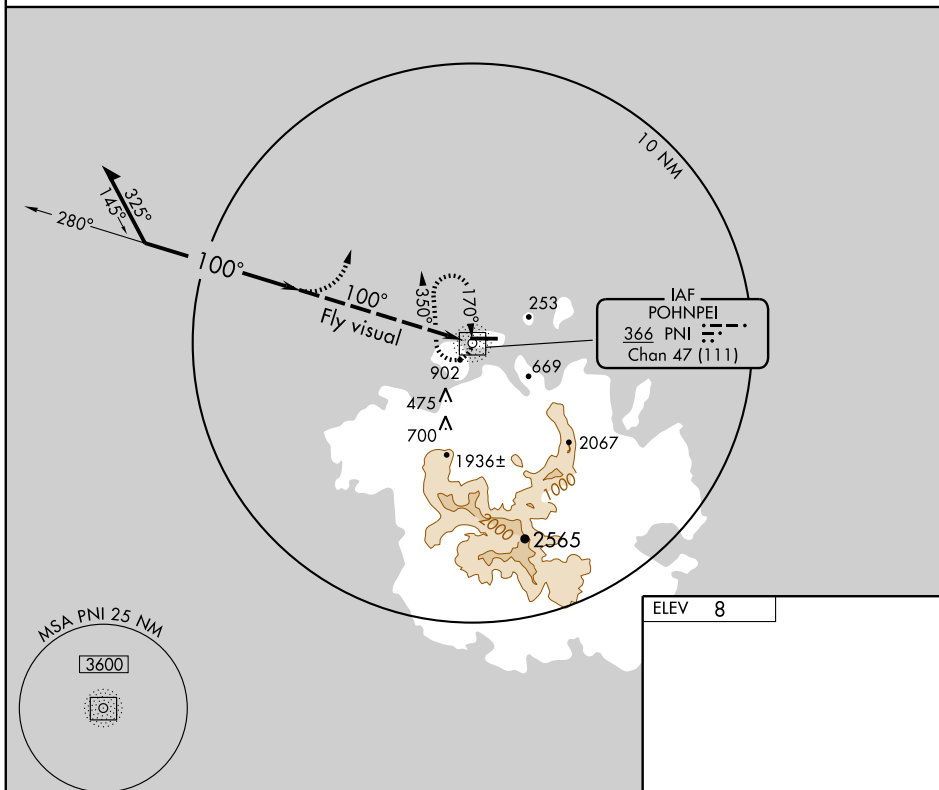 10 NM
325°
145°
280°
100°
100°
Fly visual
350°
170°
253
IAF
POHNPEI
366 PNI
Chan 47 (111)
902
669
475
700
1936±
2067
1000
2000
2565
MSA PNI 25 NM
3600
ELEV 8